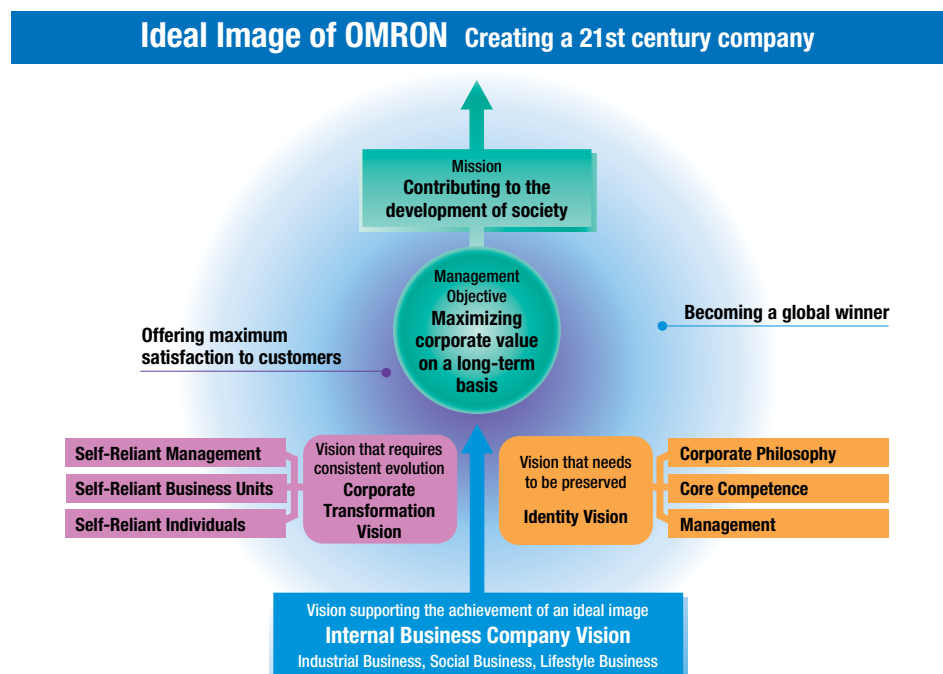 Ideal Image of OMRON Creating a 21st century company
Mission
Contributing to the
development of society
Management
Objective
Maximizing
corporate value
on a long-term
basis
Offering maximum
satisfaction to customers
Becoming a global winner
Self-Reliant Management
Self-Reliant Business Units
Self-Reliant Individuals
Vision that requires
consistent evolution
Corporate
Transformation
Vision
Vision that needs
to be preserved
Identity Vision
Corporate Philosophy
Core Competence
Management
Vision supporting the achievement of an ideal image
Internal Business Company Vision
Industrial Business, Social Business, Lifestyle Business